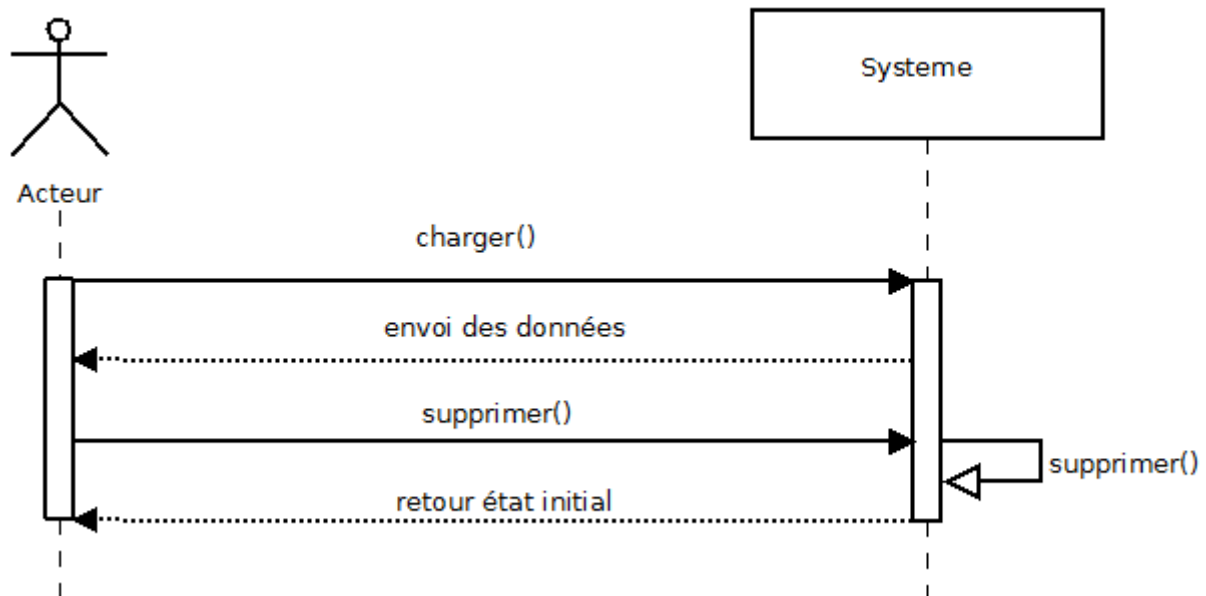 Systeme
Acteur
charger()
envoi des données
supprimer()
supprimer()
retour état initial